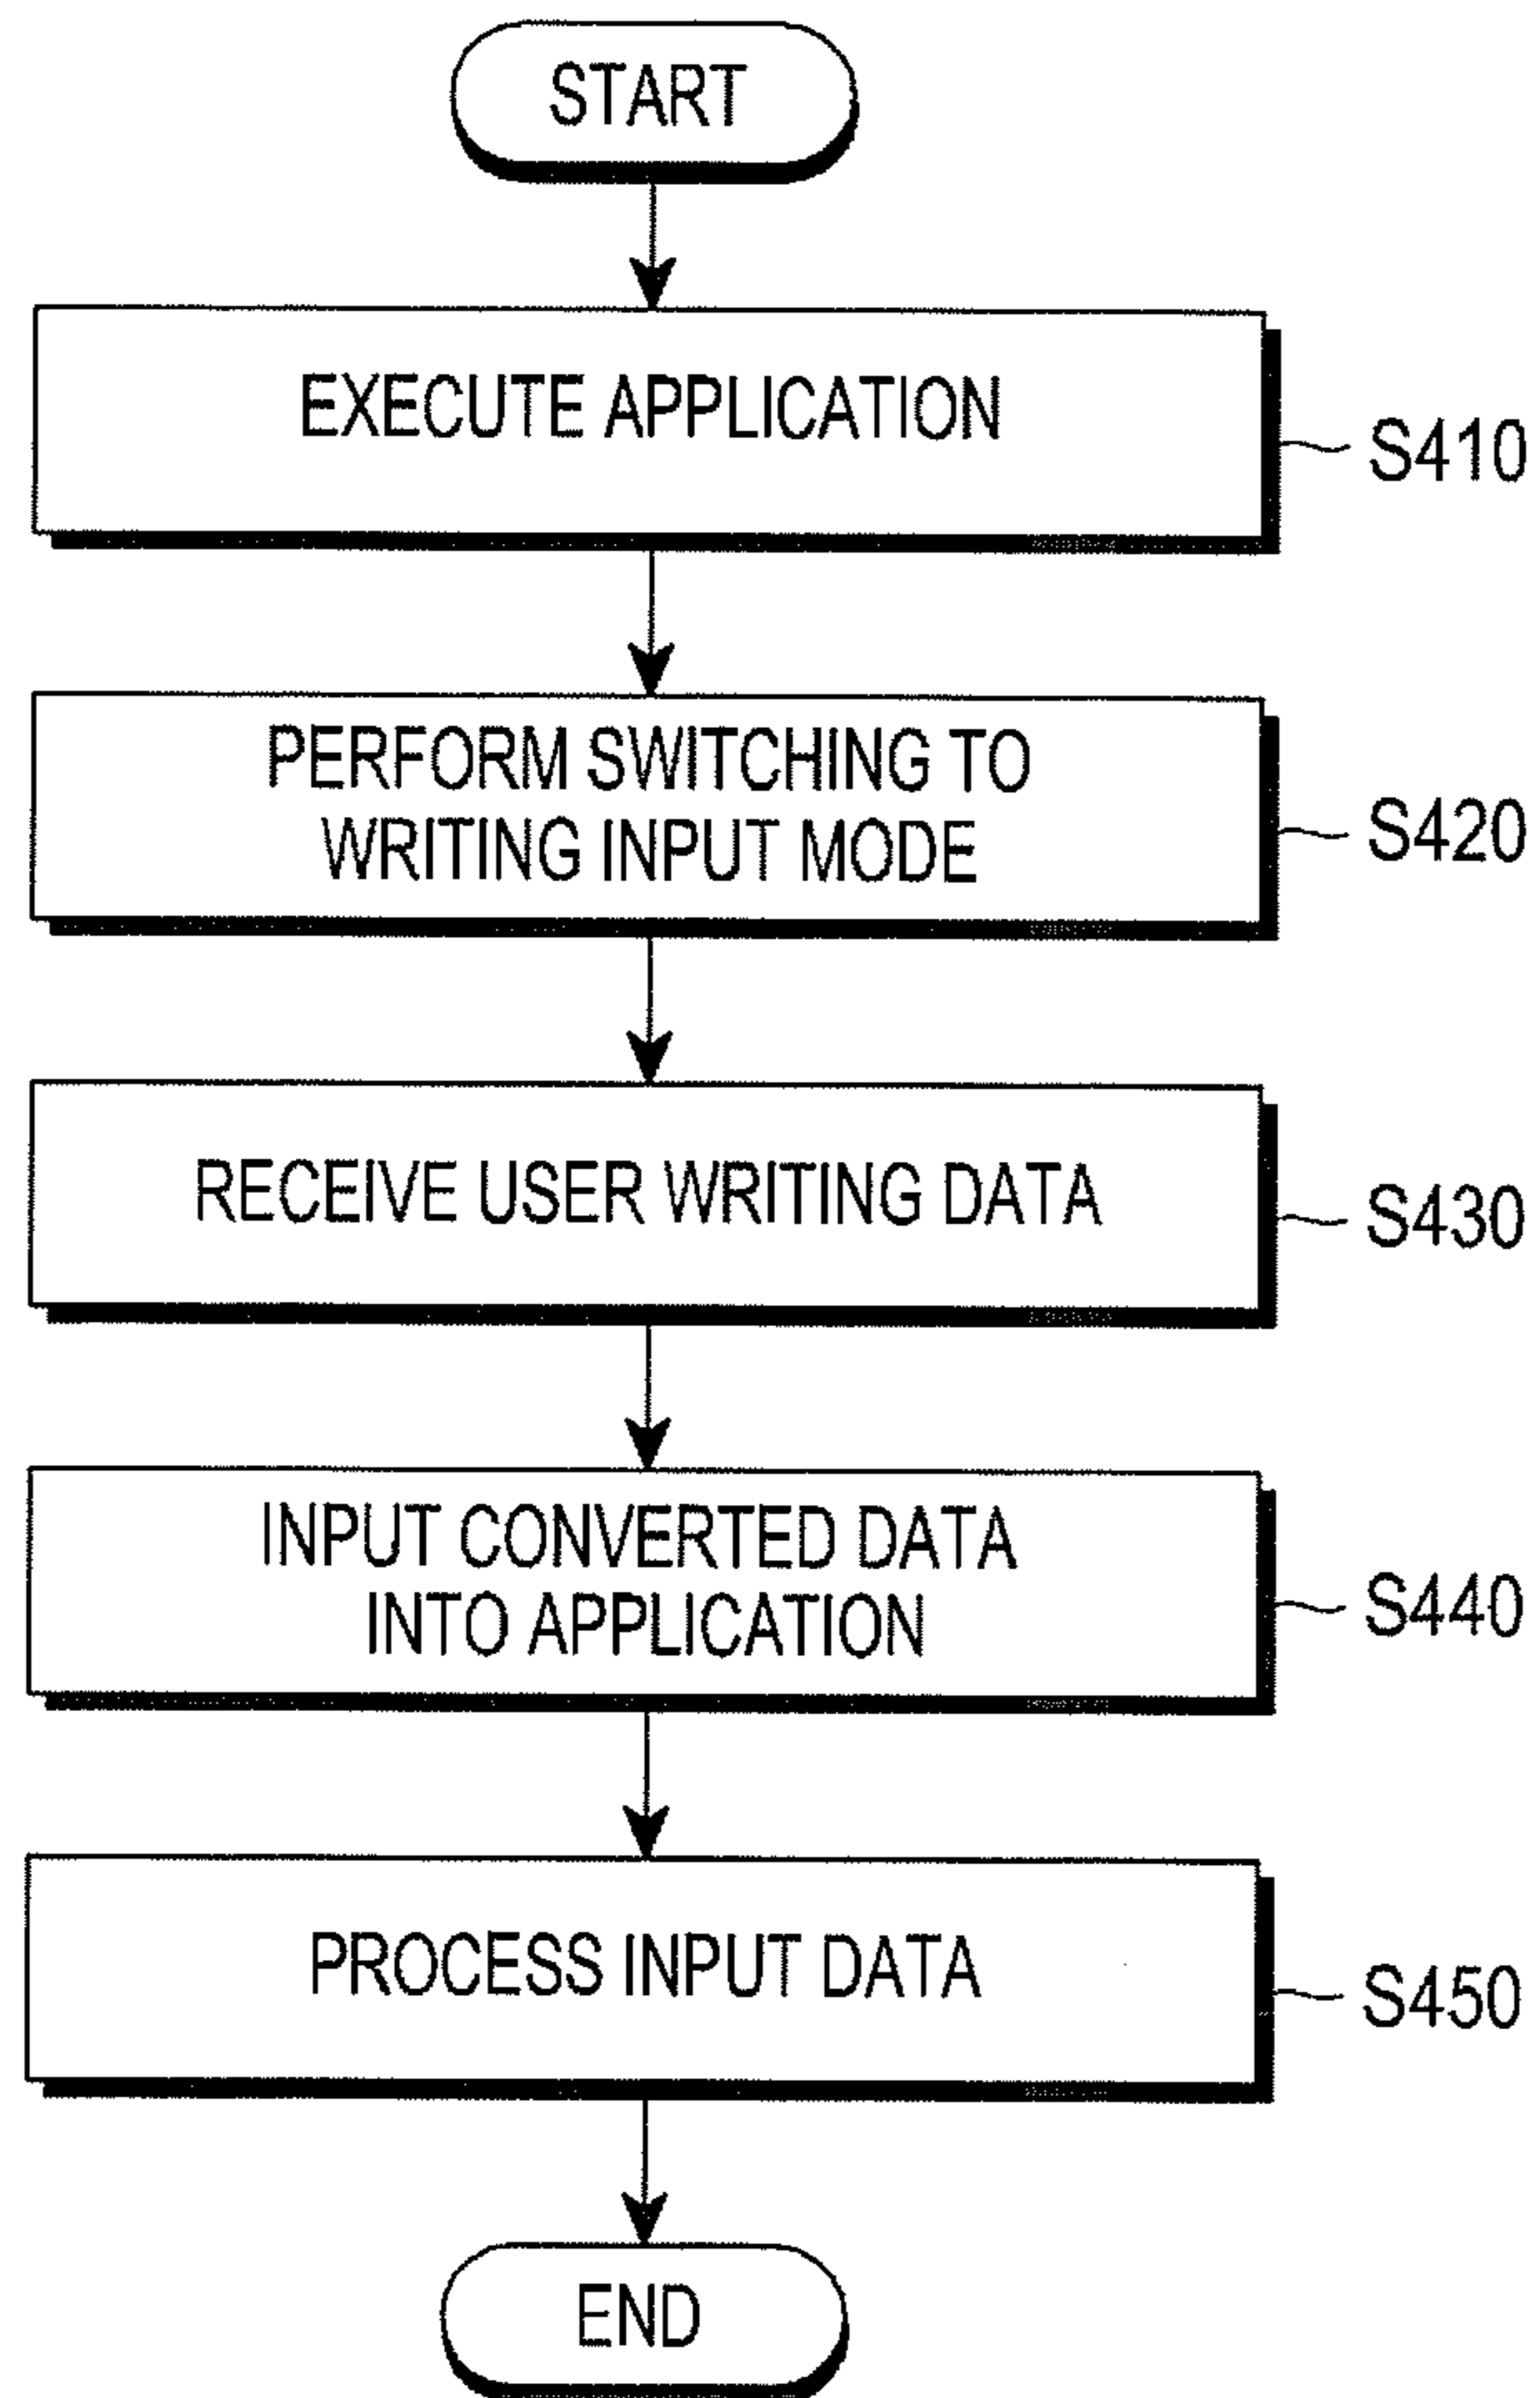 START
EXECUTE APPLICATION
S410
PERFORM SWITCHING TO
WRITING INPUT MODE
S420
RECEIVE USER WRITING DATA
S430
INPUT CONVERTED DATA
INTO APPLICATION
S440
PROCESS INPUT DATA
S450
END